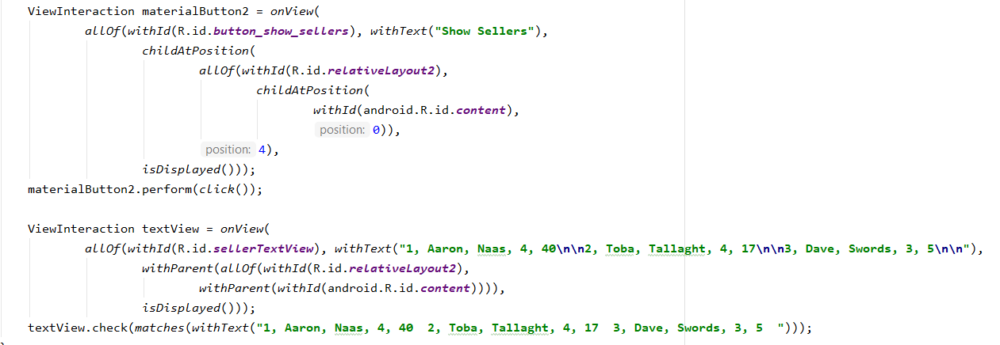 ViewInteraction materialButton2 = onView(
allOf(withId(R.id.button_show_sellers), withText("Show Sellers"),
childAtPosition(
allOf(withId(R.id.relativeLayout2),
childAtPosition(
withId(android.R.id.content),
position: 0)),
position: 4),
isDisplayed()));
materialButton2.perform(click());
ViewInteraction textView = onView(
allOf(withId(R.id.sellerTextView), withText("1, Aaron, Naas, 4, 40\n\n2, Toba, Tallaght, 4, 17\n\n3, Dave, Swords, 3, 5\n\n"),
withParent(allOf(withId(R.id.relativeLayout2),
withParent(withId(android.R.id.content)))),
isDisplayed()));
textView.check(matches(withText("1, Aaron, Naas, 4, 40  2, Toba, Tallaght, 4, 17  3, Dave, Swords, 3, 5  ")));